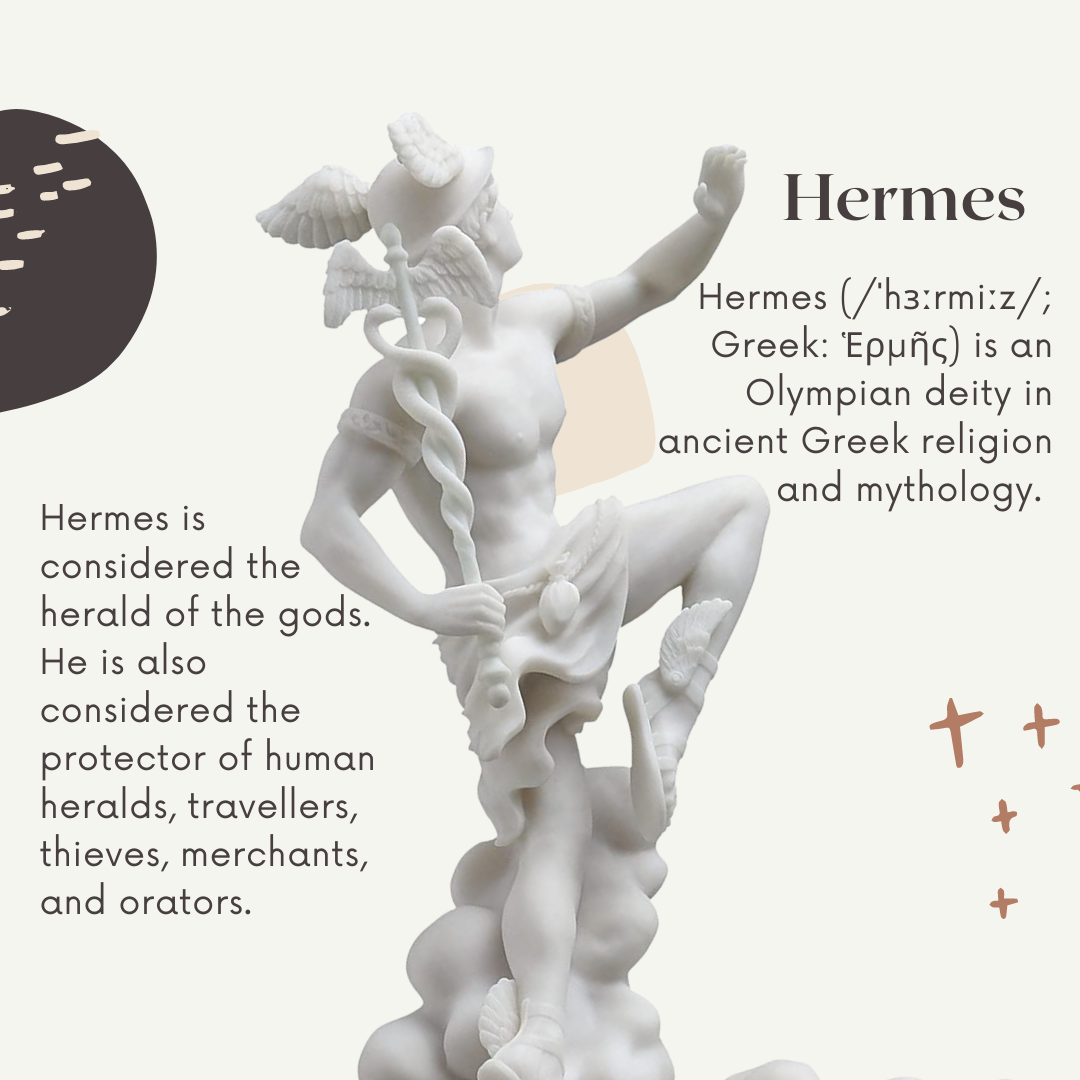 Hermes
Hermes (/ˈhɜːrmiːz/;
Greek: Ἑρμῆς) is an
Olympian deity in
ancient Greek religion
and mythology.
Hermes is
considered the
herald of the gods.
He is also
considered the
protector of human
heralds, travellers,
thieves, merchants,
and orators.